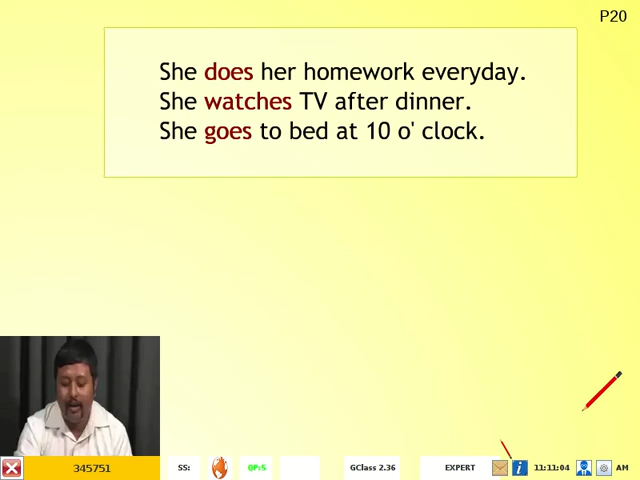 P20
She does her homework everyday.
She watches TV after dinner.
She goes to bed at 10 o' clock.
345751 SS: OP:5 GClass 2.36 EXPERT 11:11:04 AM